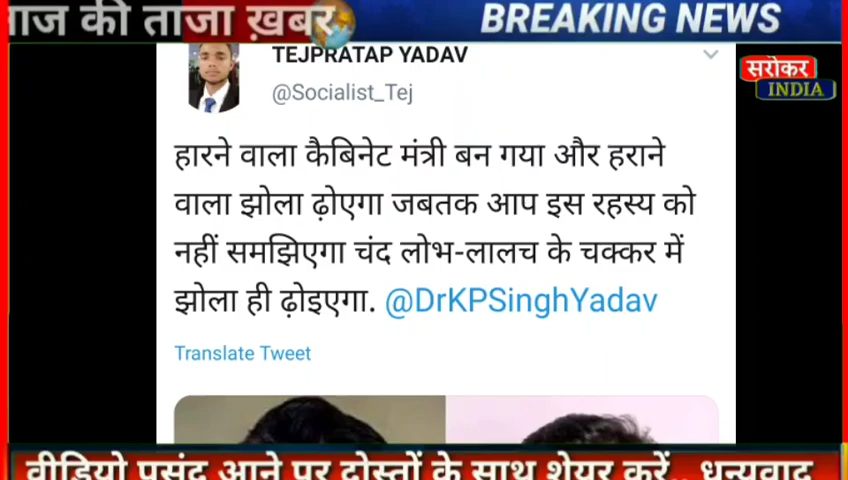 आज की ताजा ख़बर
BREAKING NEWS
सरोकर
INDIA
TEJPRATAP YADAV
@Socialist_Tej
हारने वाला कैबिनेट मंत्री बन गया और हराने
वाला झोला ढ़ोएगा जबतक आप इस रहस्य को
नहीं समझिएगा चंद लोभ-लालच के चक्कर में
झोला ही ढ़ोइएगा. @DrKPSinghYadav
Translate Tweet
वीडियो पसंद आने पर दोस्तों के साथ शेयर करें.. धन्यवाद